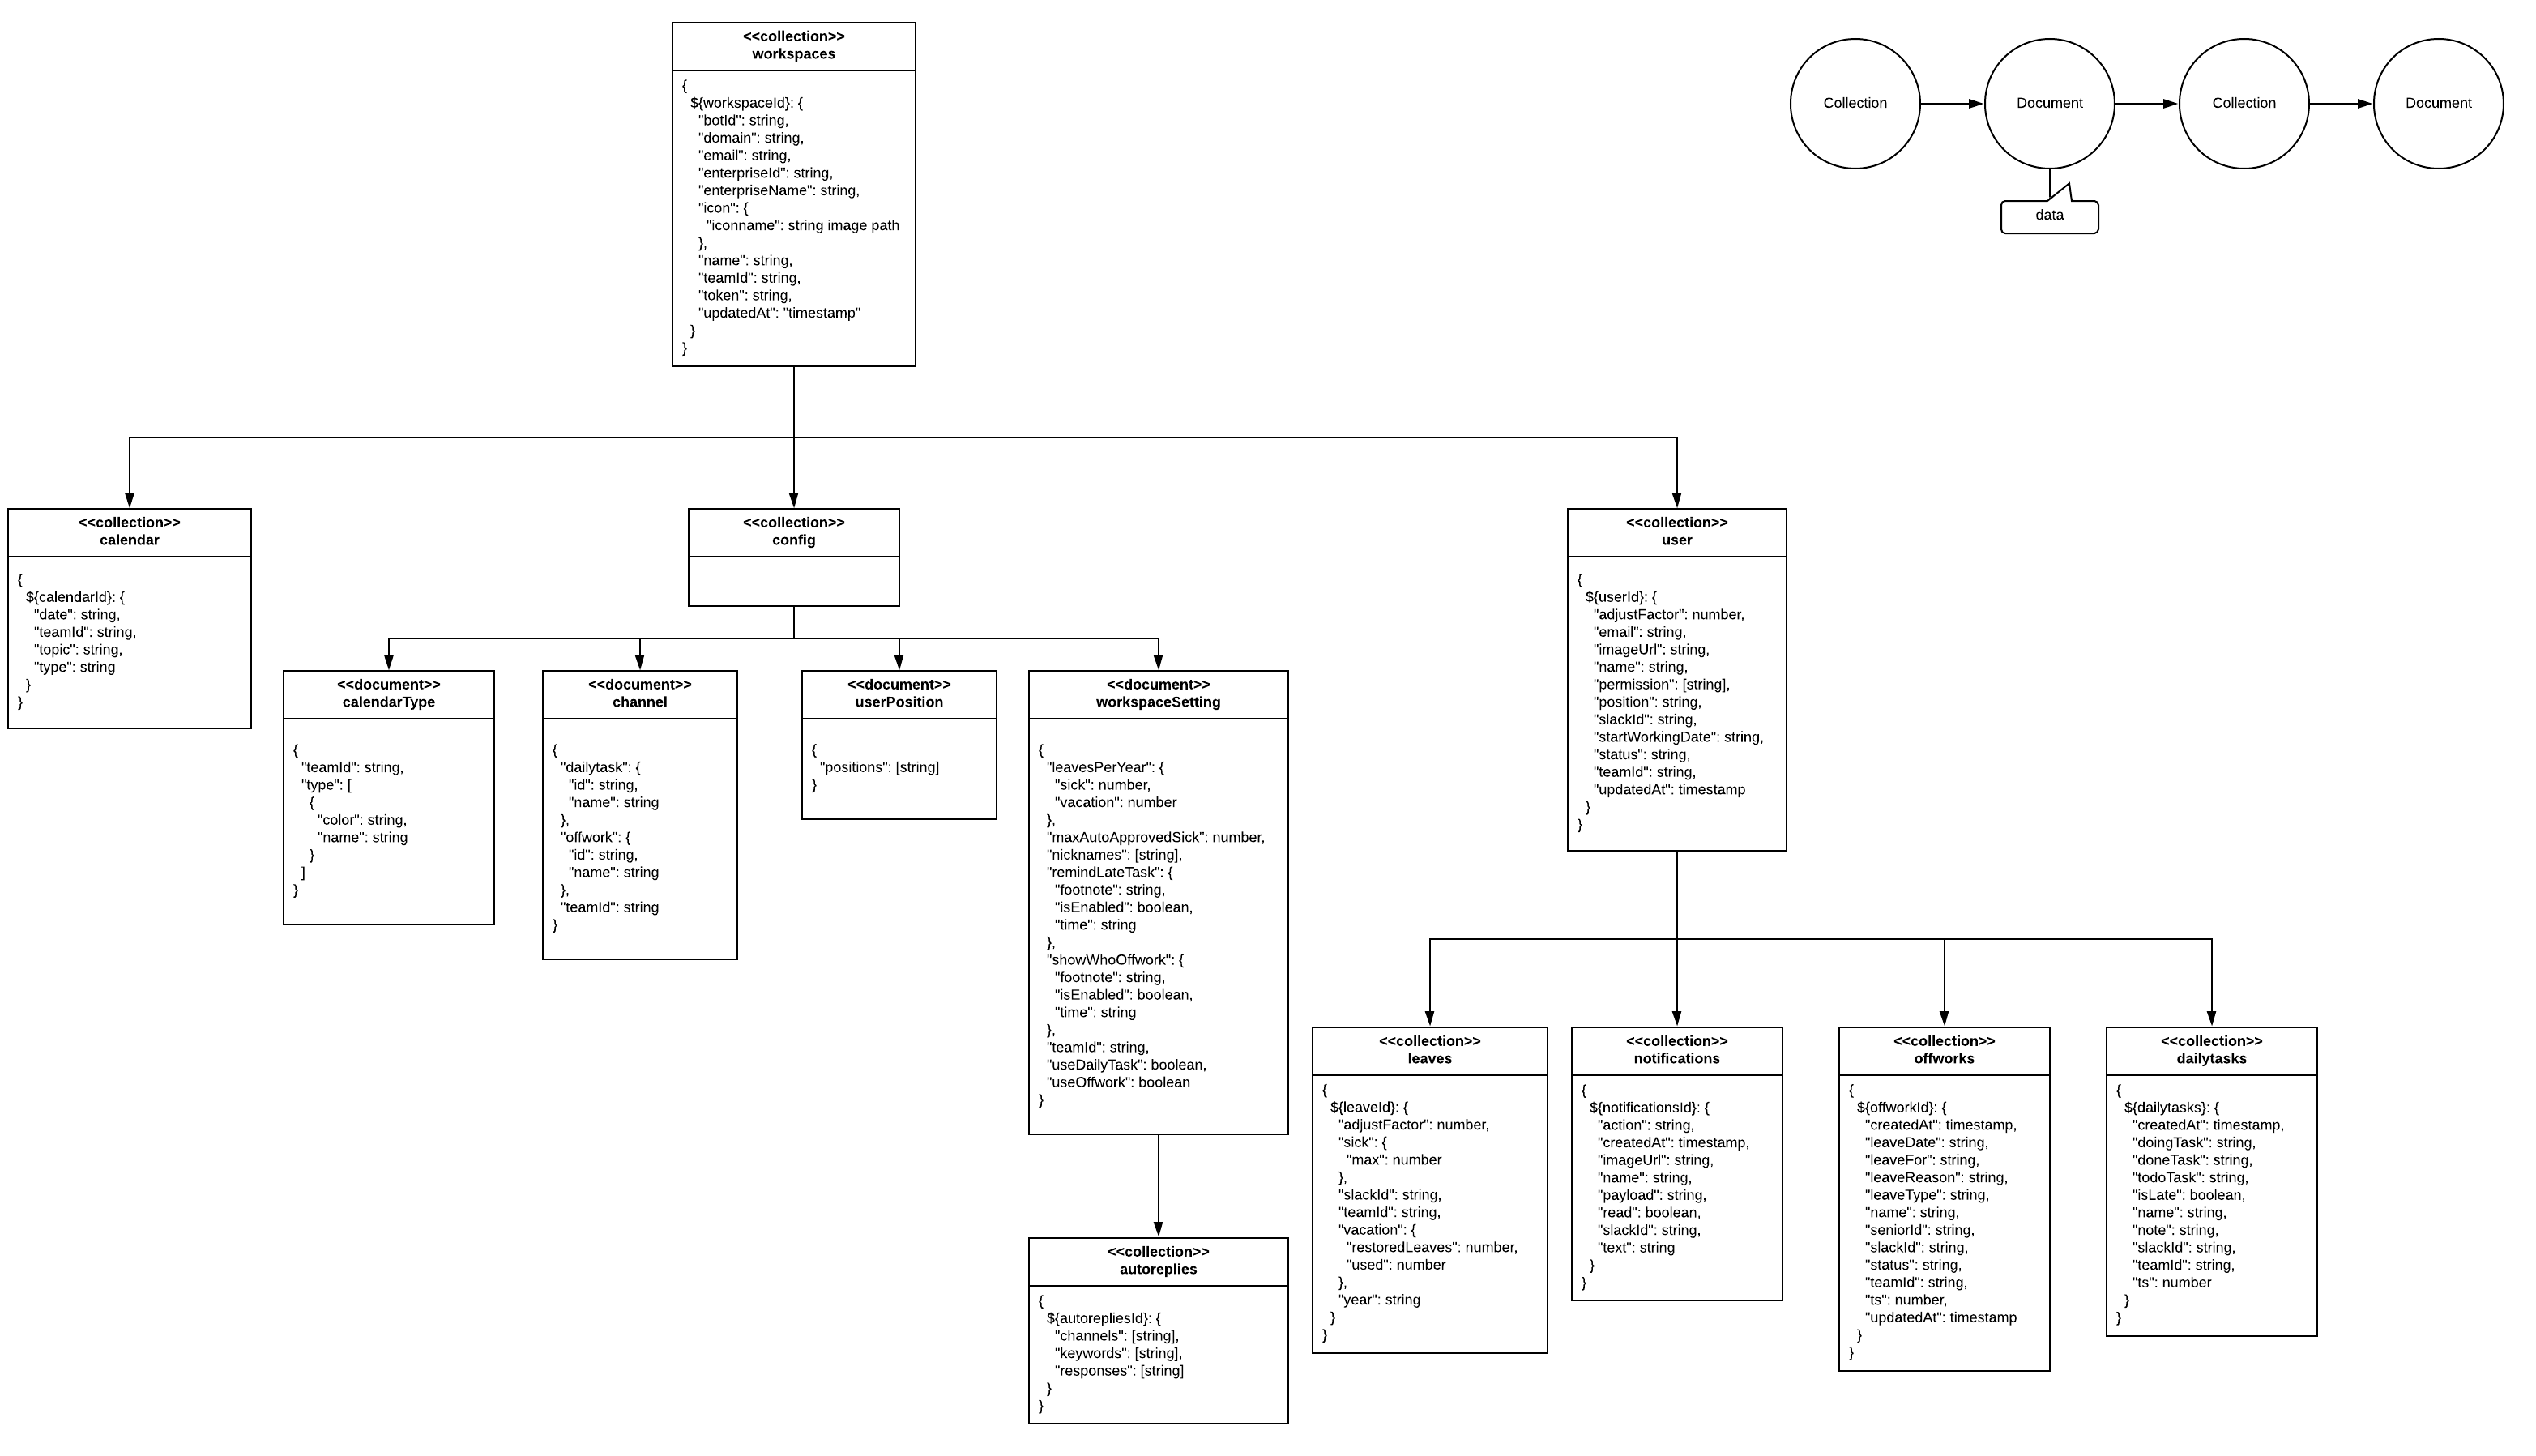 <<collection>>
workspaces
{
${workspaceId}: {
"botId": string,
"domain": string,
"email": string,
"enterpriseId": string,
"enterpriseName": string,
"icon": {
"iconname": string image path
},
"name": string,
"teamId": string,
"token": string,
"updatedAt": "timestamp"
}
}
Collection
Document
Collection
Document
data
<<collection>>
calendar
{
${calendarId}: {
"date": string,
"teamId": string,
"topic": string,
"type": string
}
}
<<collection>>
config
<<collection>>
user
{
${userId}: {
"adjustFactor": number,
"email": string,
"imageUrl": string,
"name": string,
"permission": [string],
"position": string,
"slackId": string,
"startWorkingDate": string,
"status": string,
"teamId": string,
"updatedAt": timestamp
}
}
<<document>>
calendarType
{
"teamId": string,
"type": [
{
"color": string,
"name": string
}
]
}
<<document>>
channel
{
"dailytask": {
"id": string,
"name": string
},
"offwork": {
"id": string,
"name": string
},
"teamId": string
}
<<document>>
userPosition
{
"positions": [string]
}
<<document>>
workspaceSetting
{
"leavesPerYear": {
"sick": number,
"vacation": number
},
"maxAutoApprovedSick": number,
"nicknames": [string],
"remindLateTask": {
"footnote": string,
"isEnabled": boolean,
"time": string
},
"showWhoOffwork": {
"footnote": string,
"isEnabled": boolean,
"time": string
},
"teamId": string,
"useDailyTask": boolean,
"useOffwork": boolean
}
<<collection>>
autoreplies
{
${autorepliesId}: {
"channels": [string],
"keywords": [string],
"responses": [string]
}
}
<<collection>>
leaves
{
${leaveId}: {
"adjustFactor": number,
"sick": {
"max": number
},
"slackId": string,
"teamId": string,
"vacation": {
"restoredLeaves": number,
"used": number
},
"year": string
}
}
<<collection>>
notifications
{
${notificationsId}: {
"action": string,
"createdAt": timestamp,
"imageUrl": string,
"name": string,
"payload": string,
"read": boolean,
"slackId": string,
"text": string
}
}
<<collection>>
offworks
{
${offworkId}: {
"createdAt": timestamp,
"leaveDate": string,
"leaveFor": string,
"leaveReason": string,
"leaveType": string,
"name": string,
"seniorId": string,
"slackId": string,
"status": string,
"teamId": string,
"ts": number,
"updatedAt": timestamp
}
}
<<collection>>
dailytasks
{
${dailytasks}: {
"createdAt": timestamp,
"doingTask": string,
"doneTask": string,
"todoTask": string,
"isLate": boolean,
"name": string,
"note": string,
"slackId": string,
"teamId": string,
"ts": number
}
}